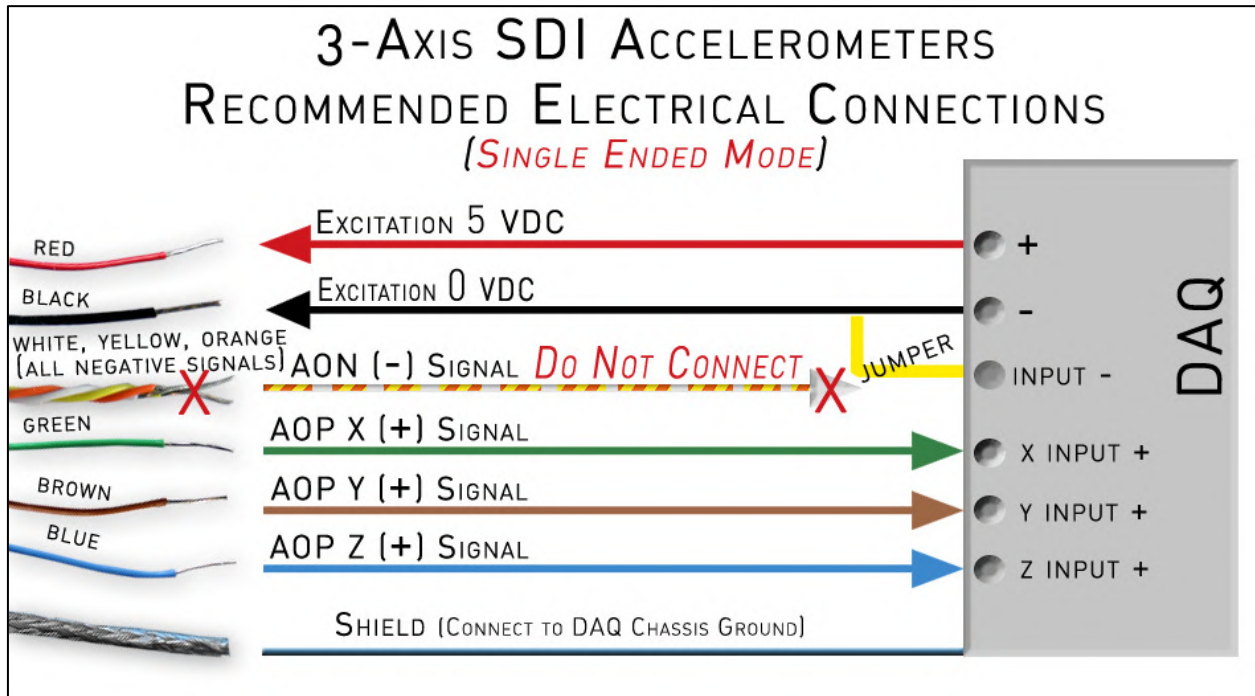 3-Axis SDI Accelerometers
Recommended Electrical Connections
(Single Ended Mode)
RED
Excitation 5 VDC
+
BLACK
Excitation 0 VDC
-
WHITE, YELLOW, ORANGE
(ALL NEGATIVE SIGNALS)
X
AON (-) Signal Do Not Connect
X
JUMPER
INPUT -
GREEN
AOP X (+) Signal
X INPUT +
BROWN
AOP Y (+) Signal
Y INPUT +
BLUE
AOP Z (+) Signal
Z INPUT +
Shield (Connect to DAQ Chassis Ground)
DAQ